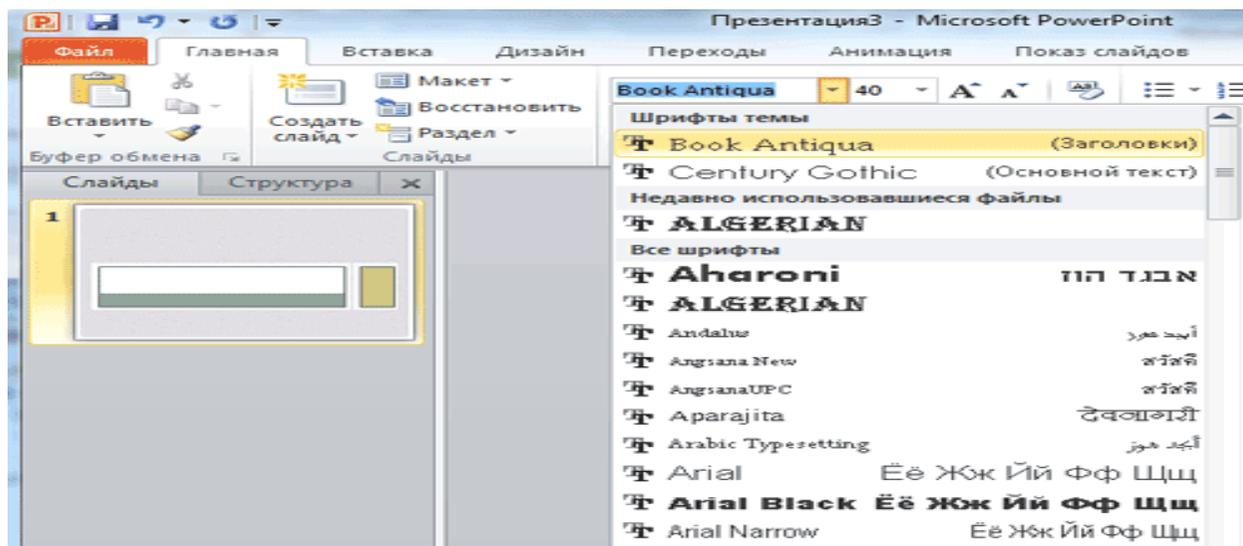 Презентация3 - Microsoft PowerPoint
Файл Главная Вставка Дизайн Переходы Анимация Показ слайдов
Вставить
Буфер обмена
Создать слайд
Макет
Восстановить
Раздел
Слайды
Book Antiqua 40
Слайды Структура
1
Шрифты темы
Book Antiqua (Заголовки)
Century Gothic (Основной текст)
Недавно использовавшиеся файлы
ALGERIAN
Все шрифты
Aharoni אבגד הוז
ALGERIAN
Andalus أبجد هوز
Angsana New สวัสดี
AngsanaUPC สวัสดี
Aparajita देवनागरी
Arabic Typesetting أبجد هوز
Arial Ёё Жж Йй Фф Щщ
Arial Black Ёё Жж Йй Фф Щщ
Arial Narrow Ёё Жж Йй Фф Щщ